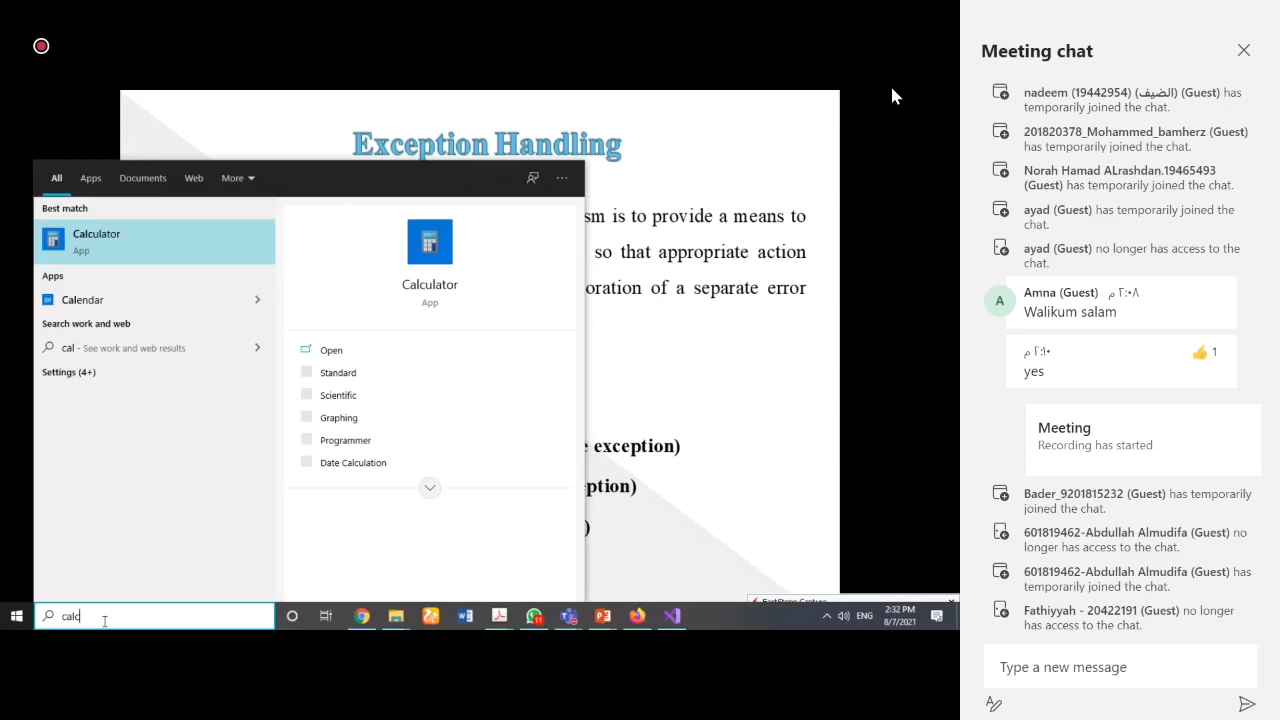 Exception Handling
All Apps Documents Web More
Best match
Calculator
App
Apps
Calendar
Search work and web
cal - See work and web results
Settings (4+)
Calculator
App
Open
Standard
Scientific
Graphing
Programmer
Date Calculation
sm is to provide a means to
so that appropriate action
oration of a separate error
e exception)
ption)
)
calc
11
ENG
2:32 PM
8/7/2021
Meeting chat
nadeem (19442954) (الضيف) (Guest) has
temporarily joined the chat.
201820378_Mohammed_bamherz (Guest)
has temporarily joined the chat.
Norah Hamad ALrashdan.19465493
(Guest) has temporarily joined the chat.
ayad (Guest) has temporarily joined the
chat.
ayad (Guest) no longer has access to the
chat.
A
Amna (Guest) ٢:٠٨ م
Walikum salam
٢:١٠ م
1
yes
Meeting
Recording has started
Bader_9201815232 (Guest) has temporarily
joined the chat.
601819462-Abdullah Almudifa (Guest) no
longer has access to the chat.
601819462-Abdullah Almudifa (Guest) has
temporarily joined the chat.
Fathiyyah - 20422191 (Guest) no longer
has access to the chat.
Type a new message